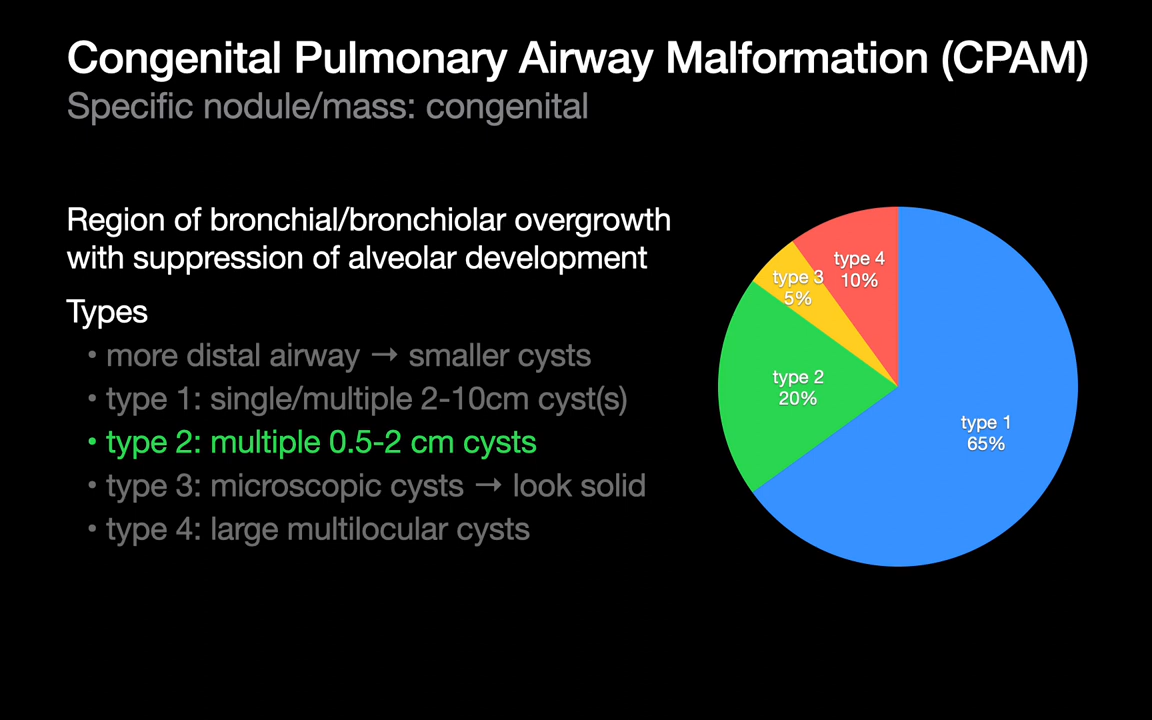 Congenital Pulmonary Airway Malformation (CPAM)
Specific nodule/mass: congenital
Region of bronchial/bronchiolar overgrowth
with suppression of alveolar development
Types
• more distal airway → smaller cysts
• type 1: single/multiple 2-10cm cyst(s)
• type 2: multiple 0.5-2 cm cysts
• type 3: microscopic cysts → look solid
• type 4: large multilocular cysts
type 4
10%
type 3
5%
type 2
20%
type 1
65%